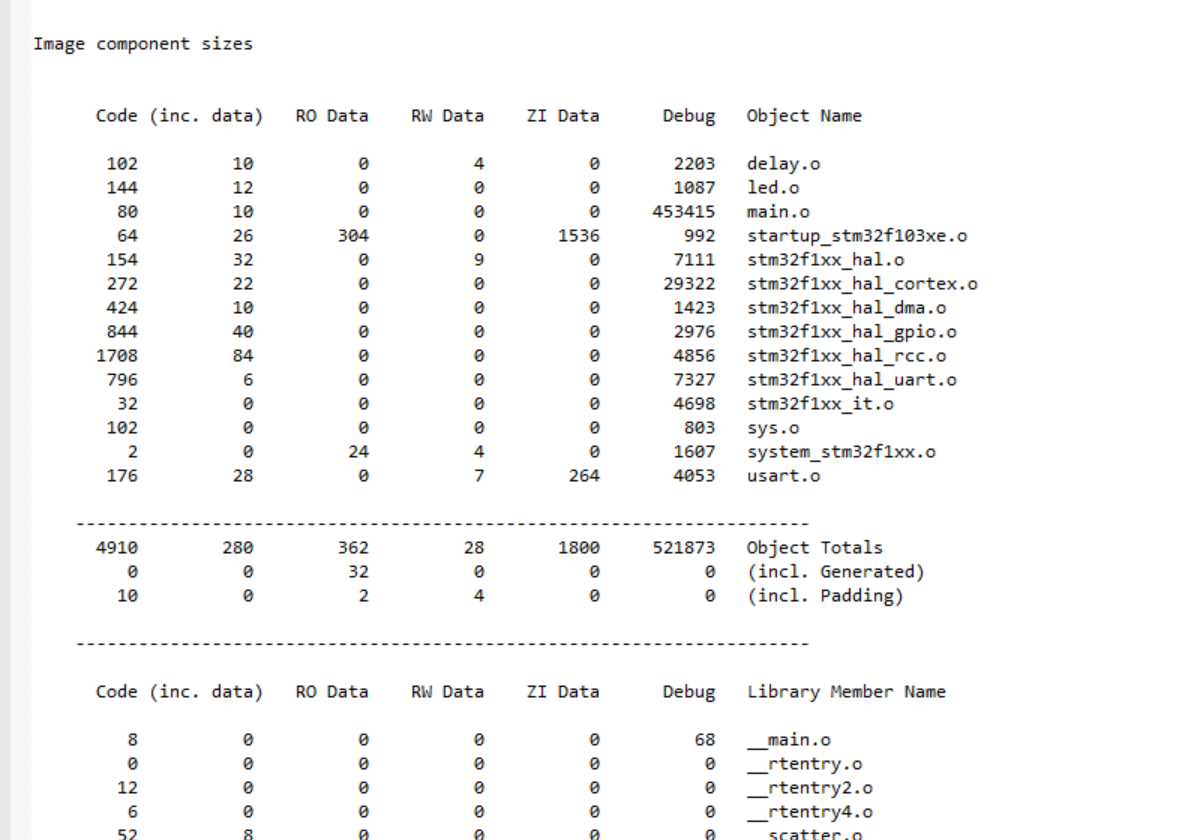 Image component sizes
Code (inc. data) RO Data RW Data ZI Data Debug Object Name
102 10 0 4 0 2203 delay.o
144 12 0 0 0 1087 led.o
80 10 0 0 0 453415 main.o
64 26 304 0 1536 992 startup_stm32f103xe.o
154 32 0 9 0 7111 stm32f1xx_hal.o
272 22 0 0 0 29322 stm32f1xx_hal_cortex.o
424 10 0 0 0 1423 stm32f1xx_hal_dma.o
844 40 0 0 0 2976 stm32f1xx_hal_gpio.o
1708 84 0 0 0 4856 stm32f1xx_hal_rcc.o
796 6 0 0 0 7327 stm32f1xx_hal_uart.o
32 0 0 0 0 4698 stm32f1xx_it.o
102 0 0 0 0 803 sys.o
2 0 24 4 0 1607 system_stm32f1xx.o
176 28 0 7 264 4053 usart.o
----------------------------------------------------------------------
4910 280 362 28 1800 521873 Object Totals
0 0 32 0 0 0 (incl. Generated)
10 0 2 4 0 0 (incl. Padding)
----------------------------------------------------------------------
Code (inc. data) RO Data RW Data ZI Data Debug Library Member Name
8 0 0 0 0 68 __main.o
0 0 0 0 0 0 __rtentry.o
12 0 0 0 0 0 __rtentry2.o
6 0 0 0 0 0 __rtentry4.o
52 8 0 0 0 0 __scatter.o